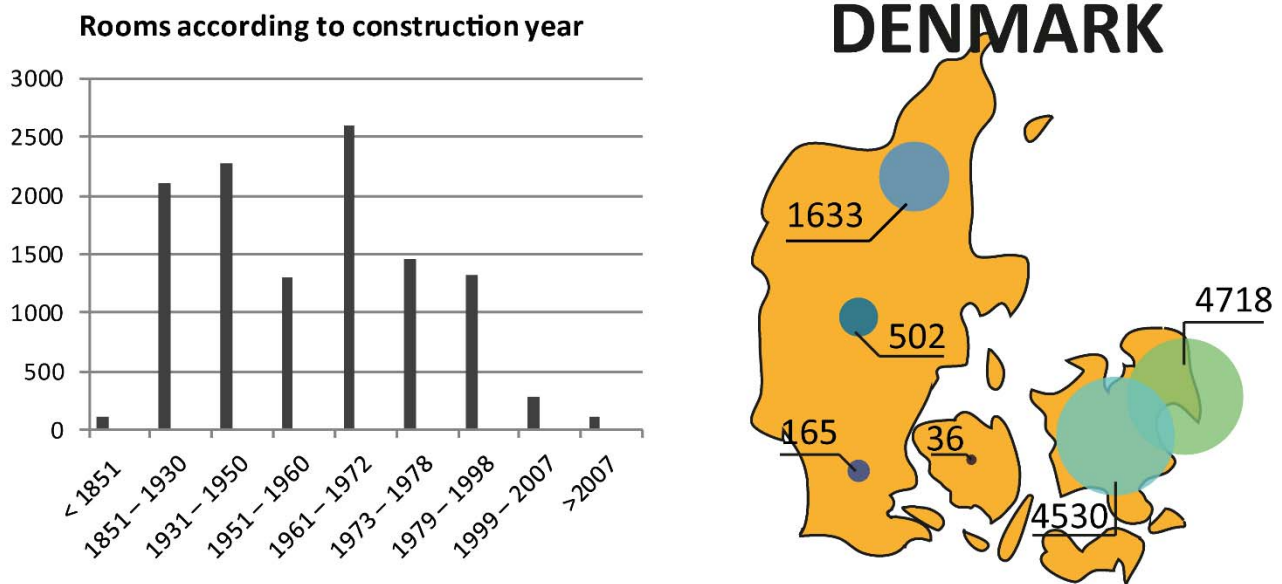 Rooms according to construction year
3000
2500
2000
1500
1000
500
0
< 1851
1851 – 1930
1931 – 1950
1951 – 1960
1961 – 1972
1973 – 1978
1979 – 1998
1999 – 2007
>2007
DENMARK
1633
4718
502
165
36
4530